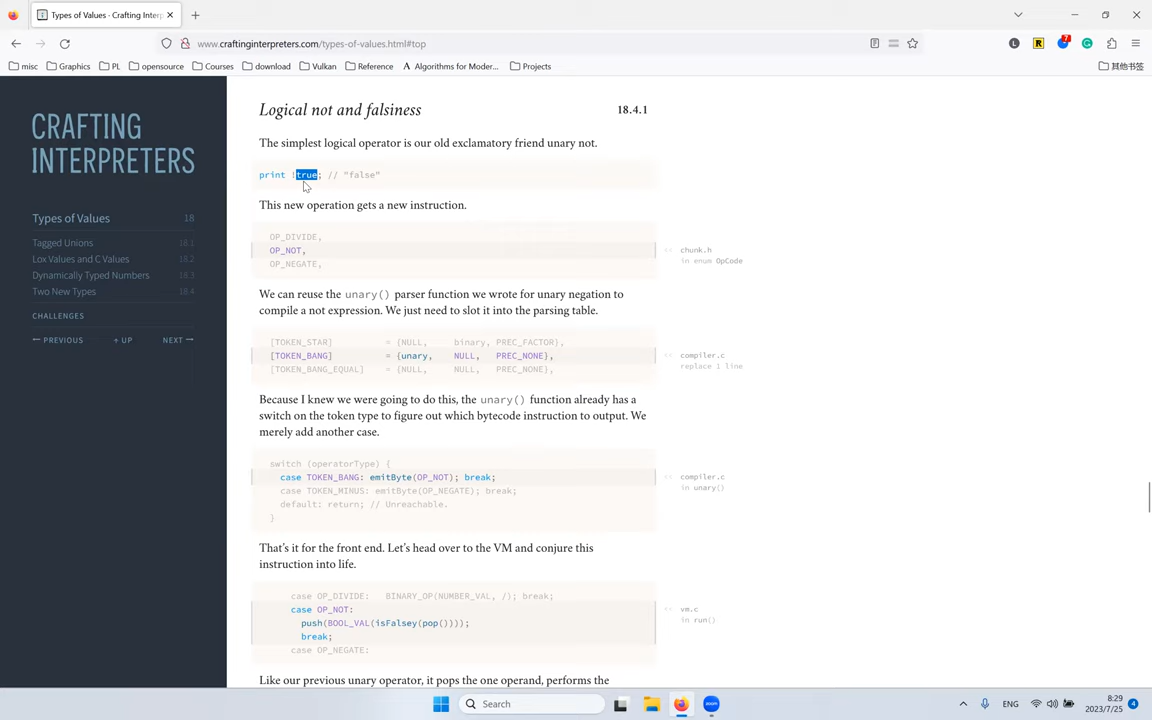 Types of Values - Crafting Interp
www.craftinginterpreters.com/types-of-values.html#top
misc Graphics PL opensource Courses download Vulkan Reference Algorithms for Moder... Projects 其他书签
CRAFTING
INTERPRETERS
Types of Values 18
Tagged Unions 18.1
Lox Values and C Values 18.2
Dynamically Typed Numbers 18.3
Two New Types 18.4
CHALLENGES
← PREVIOUS ↑ UP NEXT →
Logical not and falsiness 18.4.1
The simplest logical operator is our old exclamatory friend unary not.
print !true; // "false"
This new operation gets a new instruction.
OP_DIVIDE,
OP_NOT,
OP_NEGATE,
<< chunk.h
in enum OpCode
We can reuse the unary() parser function we wrote for unary negation to
compile a not expression. We just need to slot it into the parsing table.
[TOKEN_STAR] = {NULL, binary, PREC_FACTOR},
[TOKEN_BANG] = {unary, NULL, PREC_NONE},
[TOKEN_BANG_EQUAL] = {NULL, NULL, PREC_NONE},
<< compiler.c
replace 1 line
Because I knew we were going to do this, the unary() function already has a
switch on the token type to figure out which bytecode instruction to output. We
merely add another case.
switch (operatorType) {
case TOKEN_BANG: emitByte(OP_NOT); break;
case TOKEN_MINUS: emitByte(OP_NEGATE); break;
default: return; // Unreachable.
}
<< compiler.c
in unary()
That's it for the front end. Let's head over to the VM and conjure this
instruction into life.
case OP_DIVIDE: BINARY_OP(NUMBER_VAL, /); break;
case OP_NOT:
push(BOOL_VAL(isFalsey(pop())));
break;
case OP_NEGATE:
<< vm.c
in run()
Like our previous unary operator, it pops the one operand, performs the
Search
ENG
8:29
2023/7/25
4
L
R
7
G